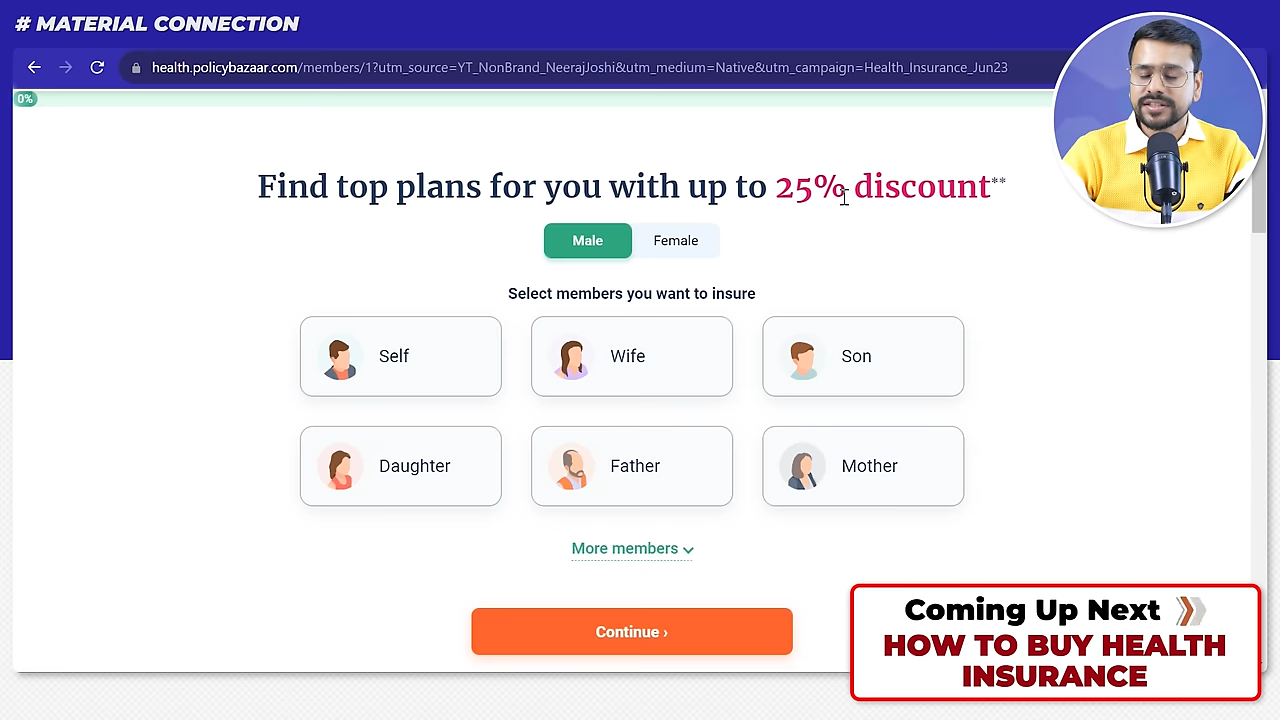 # MATERIAL CONNECTION
health.policybazaar.com/members/1?utm_source=YT_NonBrand_NeerajJoshi&utm_medium=Native&utm_campaign=Health_Insurance_Jun23
0%
Find top plans for you with up to 25% discount**
Male Female
Select members you want to insure
Self Wife Son
Daughter Father Mother
More members
Continue ›
Coming Up Next
HOW TO BUY HEALTH
INSURANCE